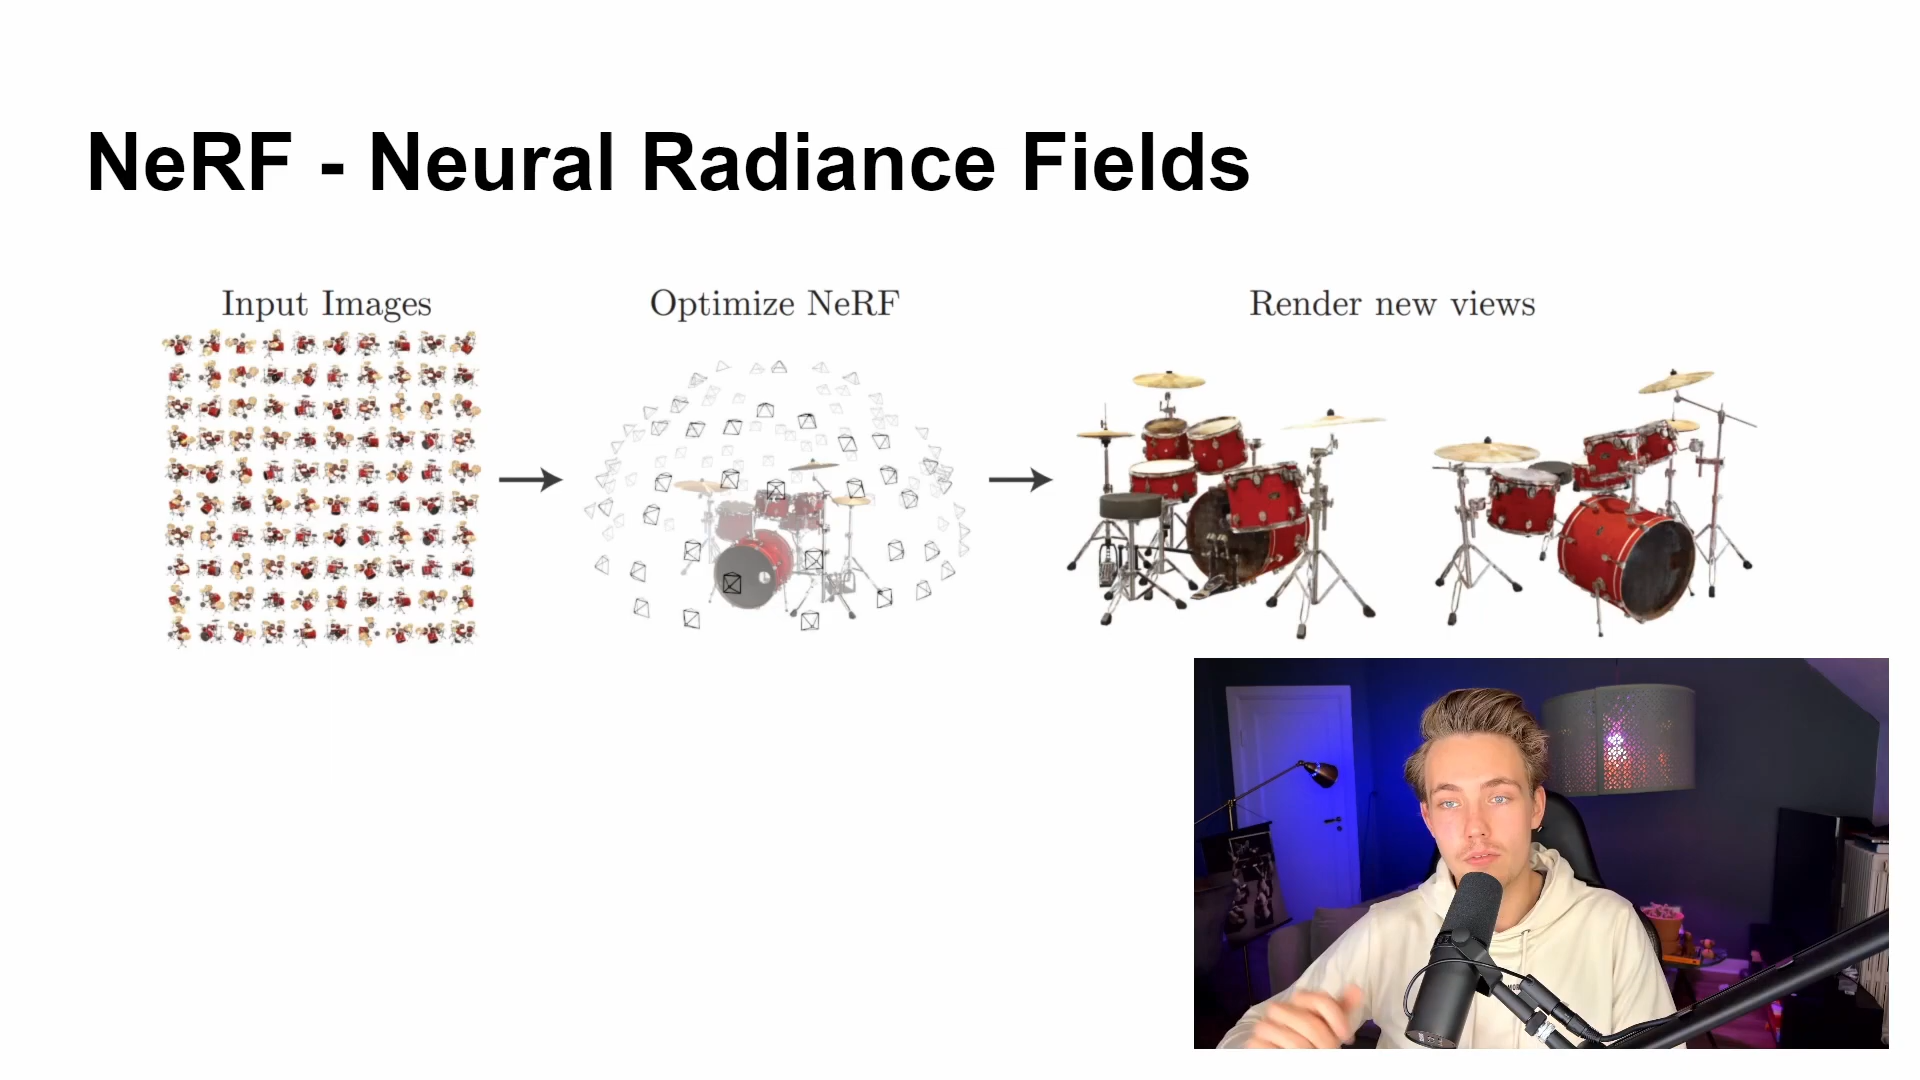 NeRF - Neural Radiance Fields
Input Images
Optimize NeRF
Render new views